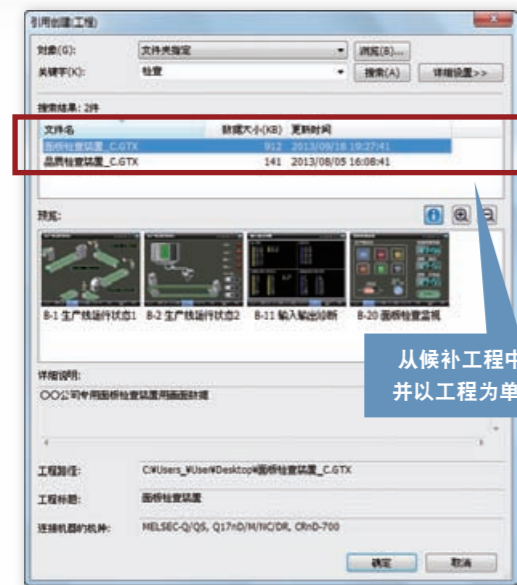 引用创建(工程)
对象(G): 文件夹指定 浏览(B)...
关键字(K): 检查 搜索(A) 详细设置>>
搜索结果: 2件
文件名 数据大小(KB) 更新时间
面板检查装置_C.GTX 912 2013/09/18 19:27:41
品质检查装置_C.GTX 141 2013/08/05 16:08:41
预览:
B-1 生产线运行状态1 B-2 生产线运行状态2 B-11 输入输出诊断 B-20 面板检查监视
从候补工程中
并以工程为单
详细说明:
〇〇公司专用面板检查装置用画面数据
工程路径: C:¥Users_¥User¥Desktop¥面板检查装置_C.GTX
工程标题: 面板检查装置
连接机器的机种: MELSEC-Q/QS, Q17nD/M/NC/DR, CRnD-700
确定 取消